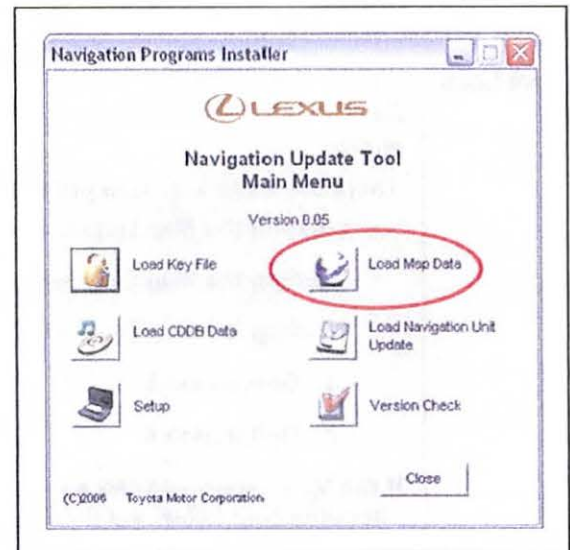 Navigation Programs Installer
LEXUS
Navigation Update Tool
Main Menu
Version 0.05
Load Key File
Load Map Data
Load CDDB Data
Load Navigation Unit
Update
Setup
Version Check
Close
(C)2006 Toyota Motor Corporation